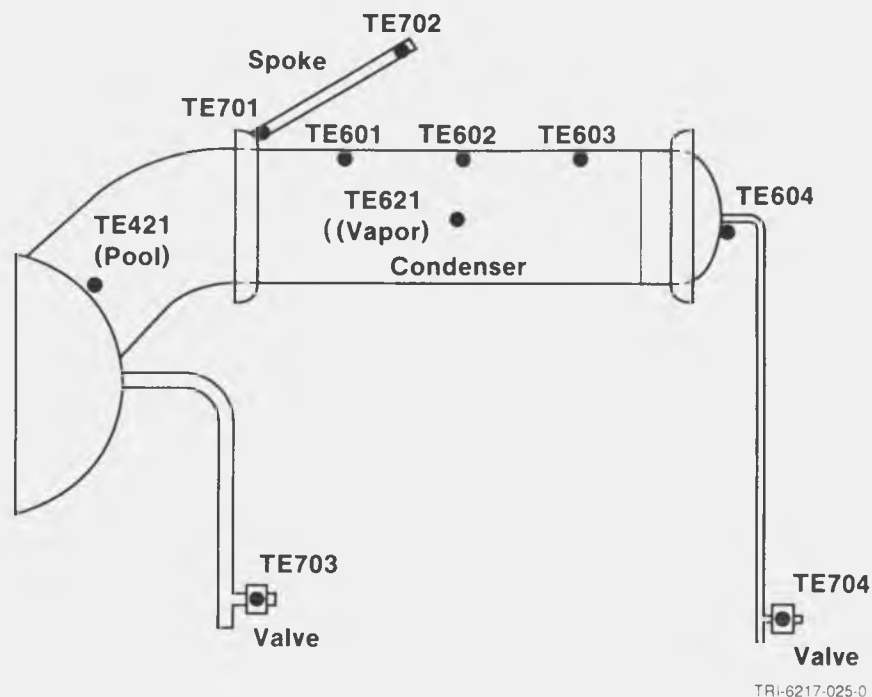 TE702
Spoke
TE701
TE601
TE602
TE603
TE421
(Pool)
TE621
((Vapor)
TE604
Condenser
TE703
Valve
TE704
Valve
TRI-6217-025-0